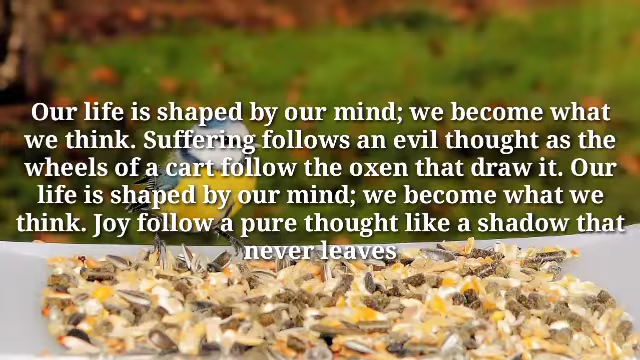 Our life is shaped by our mind; we become what
we think. Suffering follows an evil thought as the
wheels of a cart follow the oxen that draw it. Our
life is shaped by our mind; we become what we
think. Joy follow a pure thought like a shadow that
never leaves